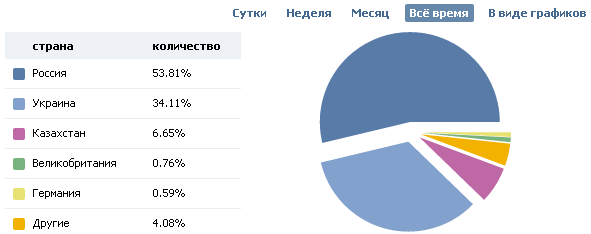 Сутки Неделя Месяц Всё время В виде графиков
страна количество
Россия 53.81%
Украина 34.11%
Казахстан 6.65%
Великобритания 0.76%
Германия 0.59%
Другие 4.08%